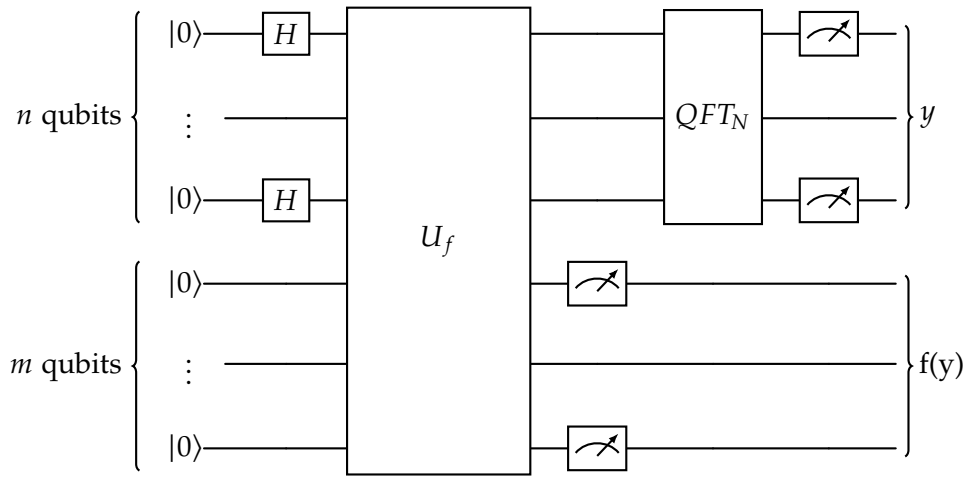 |0⟩ H
n qubits ⋮ QFT_N y
|0⟩ H
U_f
|0⟩
m qubits ⋮ f(y)
|0⟩